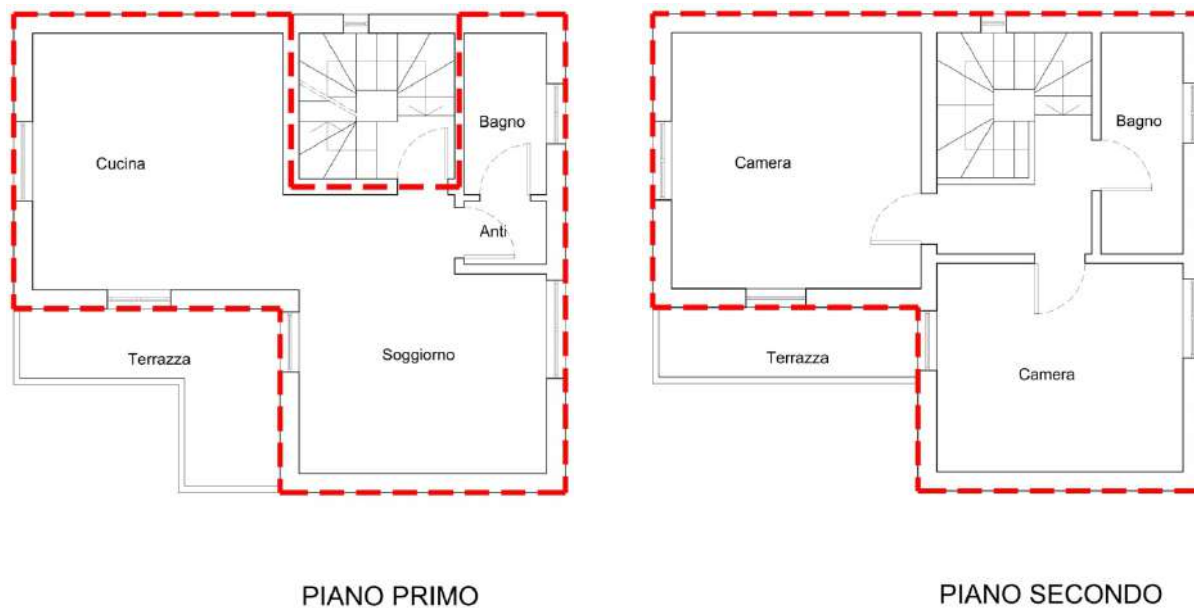 Bagno
Cucina
Anti
Soggiorno
Terrazza
PIANO PRIMO
Bagno
Camera
Terrazza
Camera
PIANO SECONDO